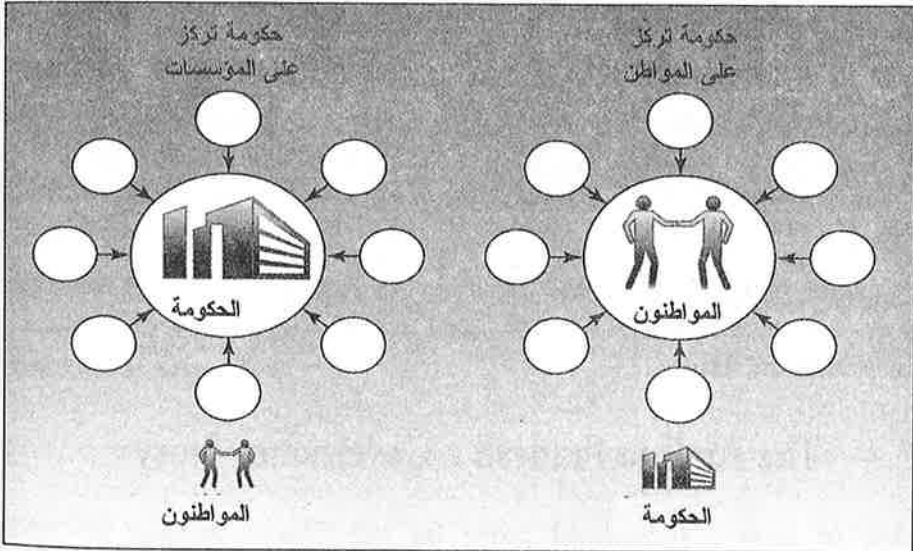 حكومة تركز
على المواطن
حكومة تركز
على المؤسسات
المواطنون
الحكومة
الحكومة
المواطنون